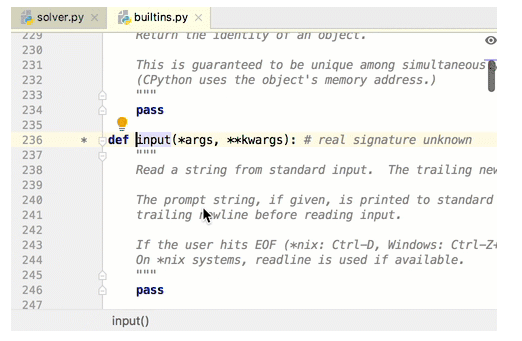 solver.py builtins.py
229 Return the identity of an object.
230
231 This is guaranteed to be unique among simultaneous
232 (CPython uses the object's memory address.)
233 """
234 pass
235
236 * def input(*args, **kwargs): # real signature unknown
237 """
238 Read a string from standard input. The trailing new
239
240 The prompt string, if given, is printed to standard
241 trailing newline before reading input.
242
243 If the user hits EOF (*nix: Ctrl-D, Windows: Ctrl-Z+
244 On *nix systems, readline is used if available.
245 """
246 pass
247
input()